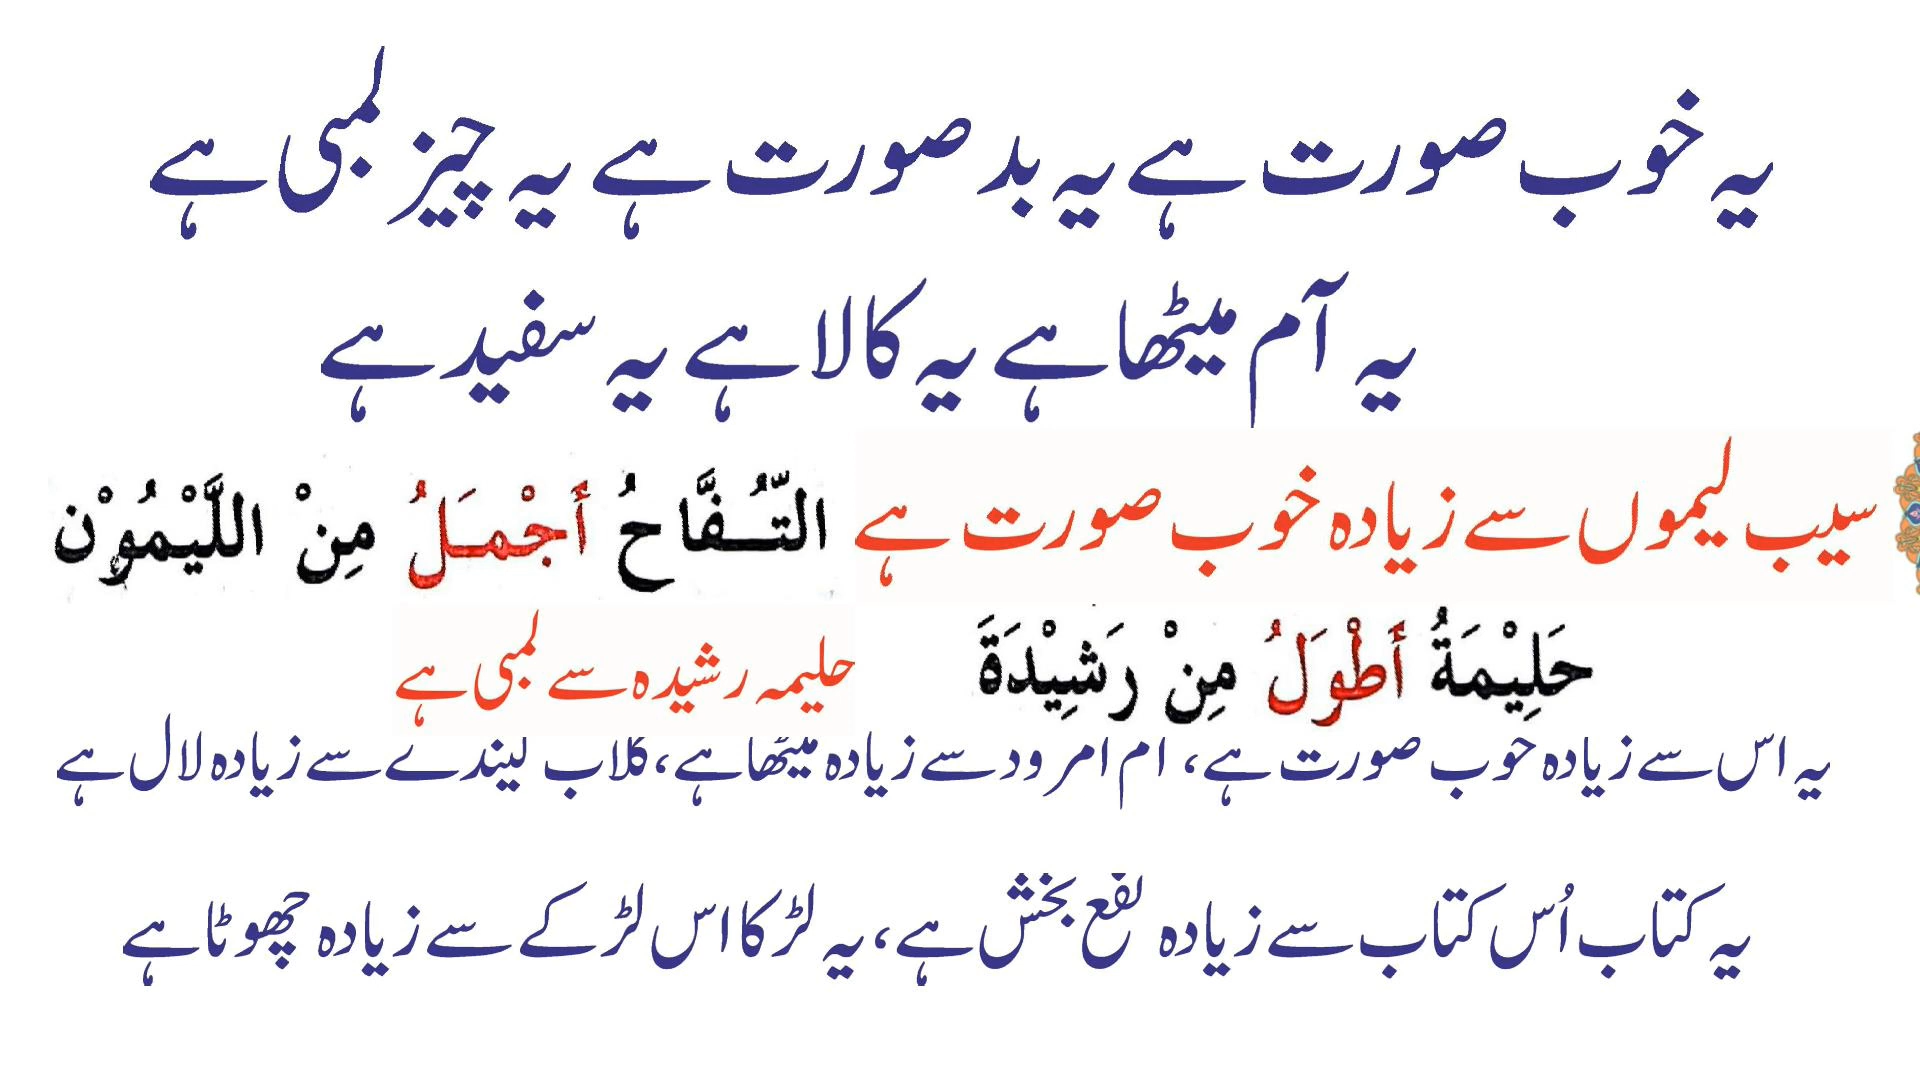 یہ خوب صورت ہے یہ بد صورت ہے یہ چیز لمبی ہے
یہ آم میٹھا ہے یہ کالا ہے یہ سفید ہے
سیب لیموں سے زیادہ خوب صورت ہے التُّفَّاحُ أَجْمَلُ مِنْ اللَّيْمُوْن
حَلِيْمَةُ أَطْوَلُ مِنْ رَشِيْدَةَ حلیمہ رشیدہ سے لمبی ہے
یہ اس سے زیادہ خوب صورت ہے، آم امرود سے زیادہ میٹھا ہے، گلاب گیندے سے زیادہ لال ہے
یہ کتاب اُس کتاب سے زیادہ نفع بخش ہے، یہ لڑکا اس لڑکے سے زیادہ چھوٹا ہے